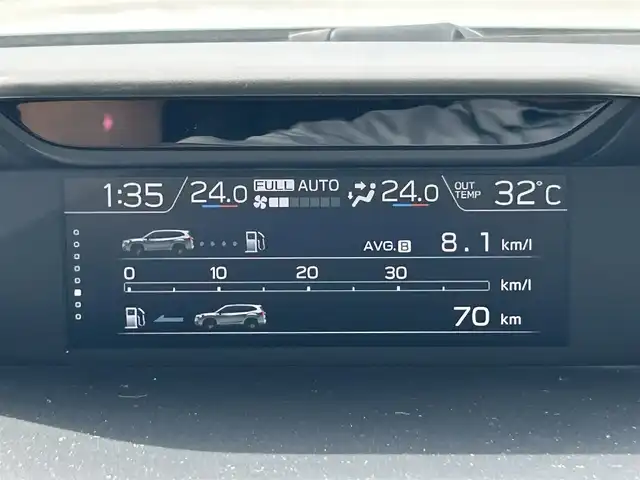 1:35 24.0 FULL AUTO 24.0 OUT TEMP 32°C
AVG.B 8.1 km/l
0 10 20 30 km/l
70 km